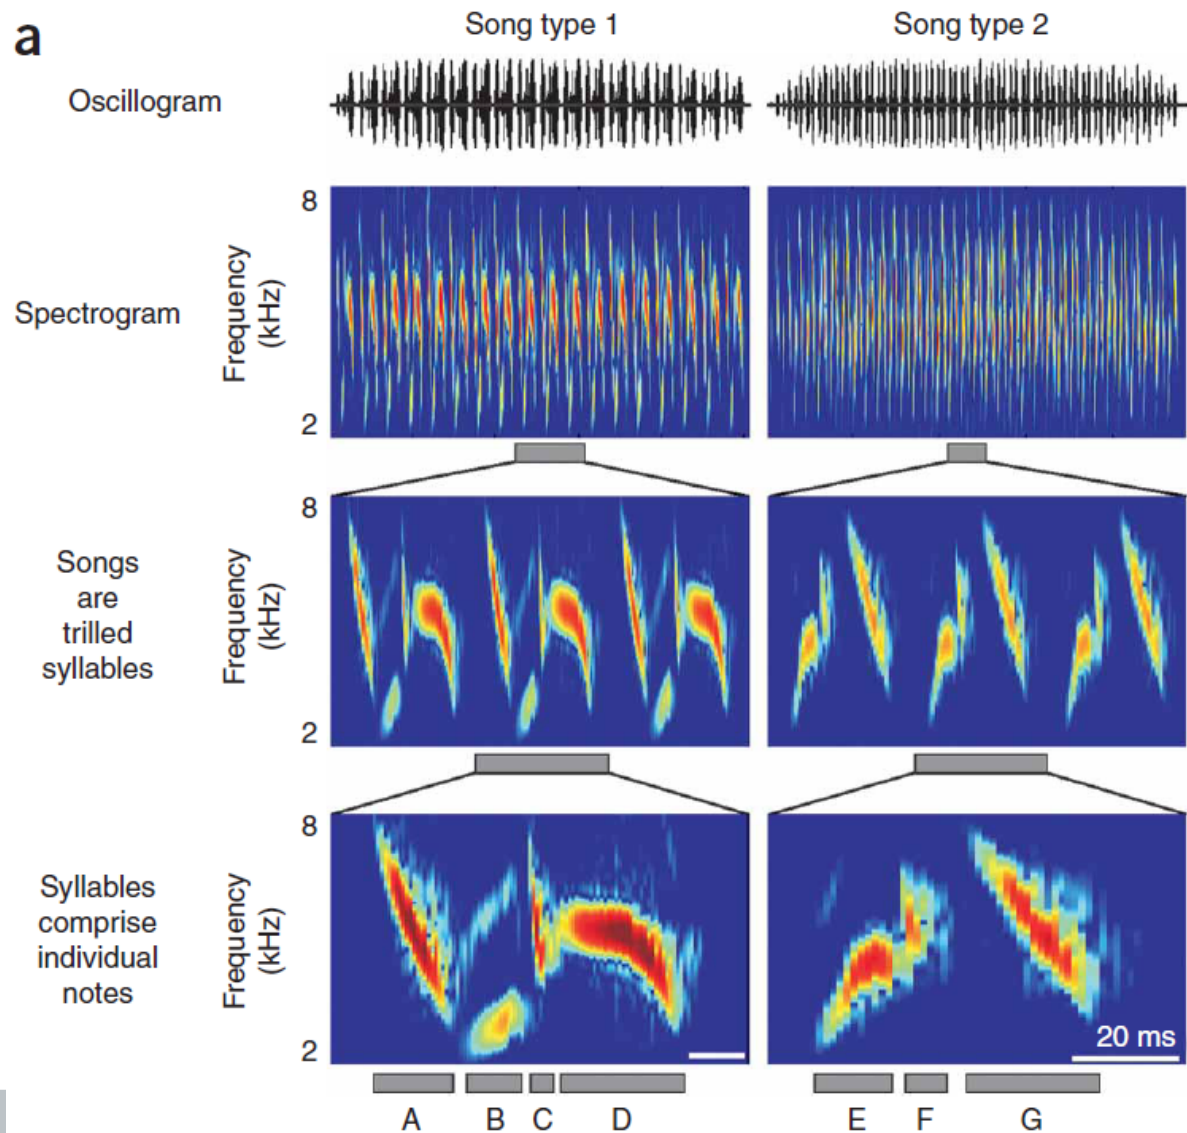 a
Song type 1
Song type 2
Oscillogram
Spectrogram
Frequency
(kHz)
8
2
Songs
are
trilled
syllables
Frequency
(kHz)
8
2
Syllables
comprise
individual
notes
Frequency
(kHz)
8
2
20 ms
A B C D
E F G